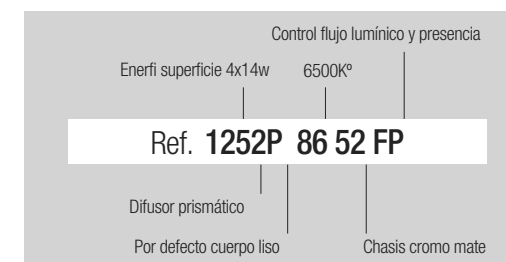 Control flujo lumínico y presencia
Enerfi superficie 4x14w 6500Kº
Ref. 1252P 86 52 FP
Difusor prismático
Por defecto cuerpo liso Chasis cromo mate